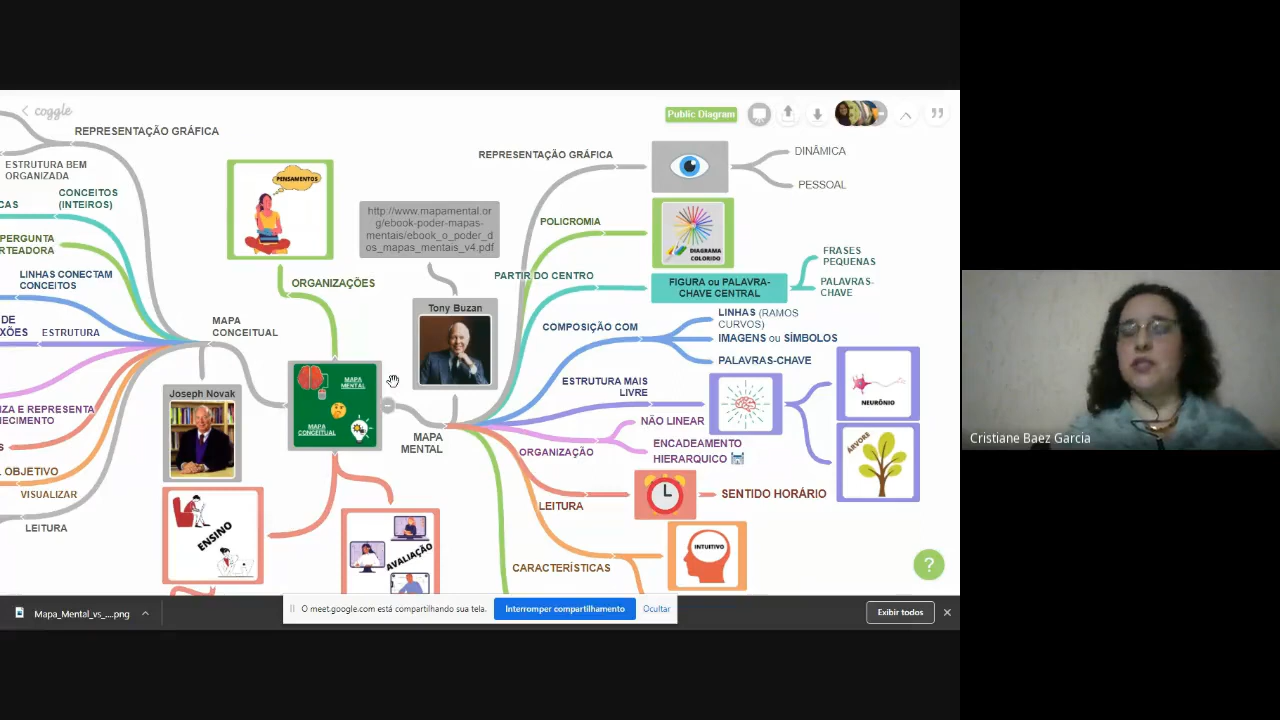 coggle
Public Diagram
REPRESENTAÇÃO GRÁFICA
ESTRUTURA BEM
ORGANIZADA
CONCEITOS
(INTEIROS)
CAS
PERGUNTA
RTEADORA
LINHAS CONECTAM
CONCEITOS
DE
XÕES
ESTRUTURA
MAPA
CONCEITUAL
Joseph Novak
ZA E REPRESENTA
HECIMENTO
S
OBJETIVO
VISUALIZAR
LEITURA
PENSAMENTOS
ORGANIZAÇÕES
http://www.mapamental.or
g/ebook-poder-mapas-
mentais/ebook_o_poder_d
os_mapas_mentais_v4.pdf
Tony Buzan
MAPA
MENTAL
MAPA
CONCEITUAL
ENSINO
AVALIAÇÃO
MAPA
MENTAL
REPRESENTAÇÃO GRÁFICA
DINÂMICA
PESSOAL
POLICROMIA
DIAGRAMA
COLORIDO
PARTIR DO CENTRO
FIGURA ou PALAVRA-
CHAVE CENTRAL
FRASES
PEQUENAS
PALAVRAS-
CHAVE
COMPOSIÇÃO COM
LINHAS (RAMOS
CURVOS)
IMAGENS ou SÍMBOLOS
PALAVRAS-CHAVE
ESTRUTURA MAIS
LIVRE
NEURÔNIO
ÁRVORE
ORGANIZAÇÃO
NÃO LINEAR
ENCADEAMENTO
HIERARQUICO
LEITURA
SENTIDO HORÁRIO
CARACTERÍSTICAS
INTUITIVO
?
Mapa_Mental_vs_....png
O meet.google.com está compartilhando sua tela.
Interromper compartilhamento
Ocultar
Exibir todos
Cristiane Baez Garcia